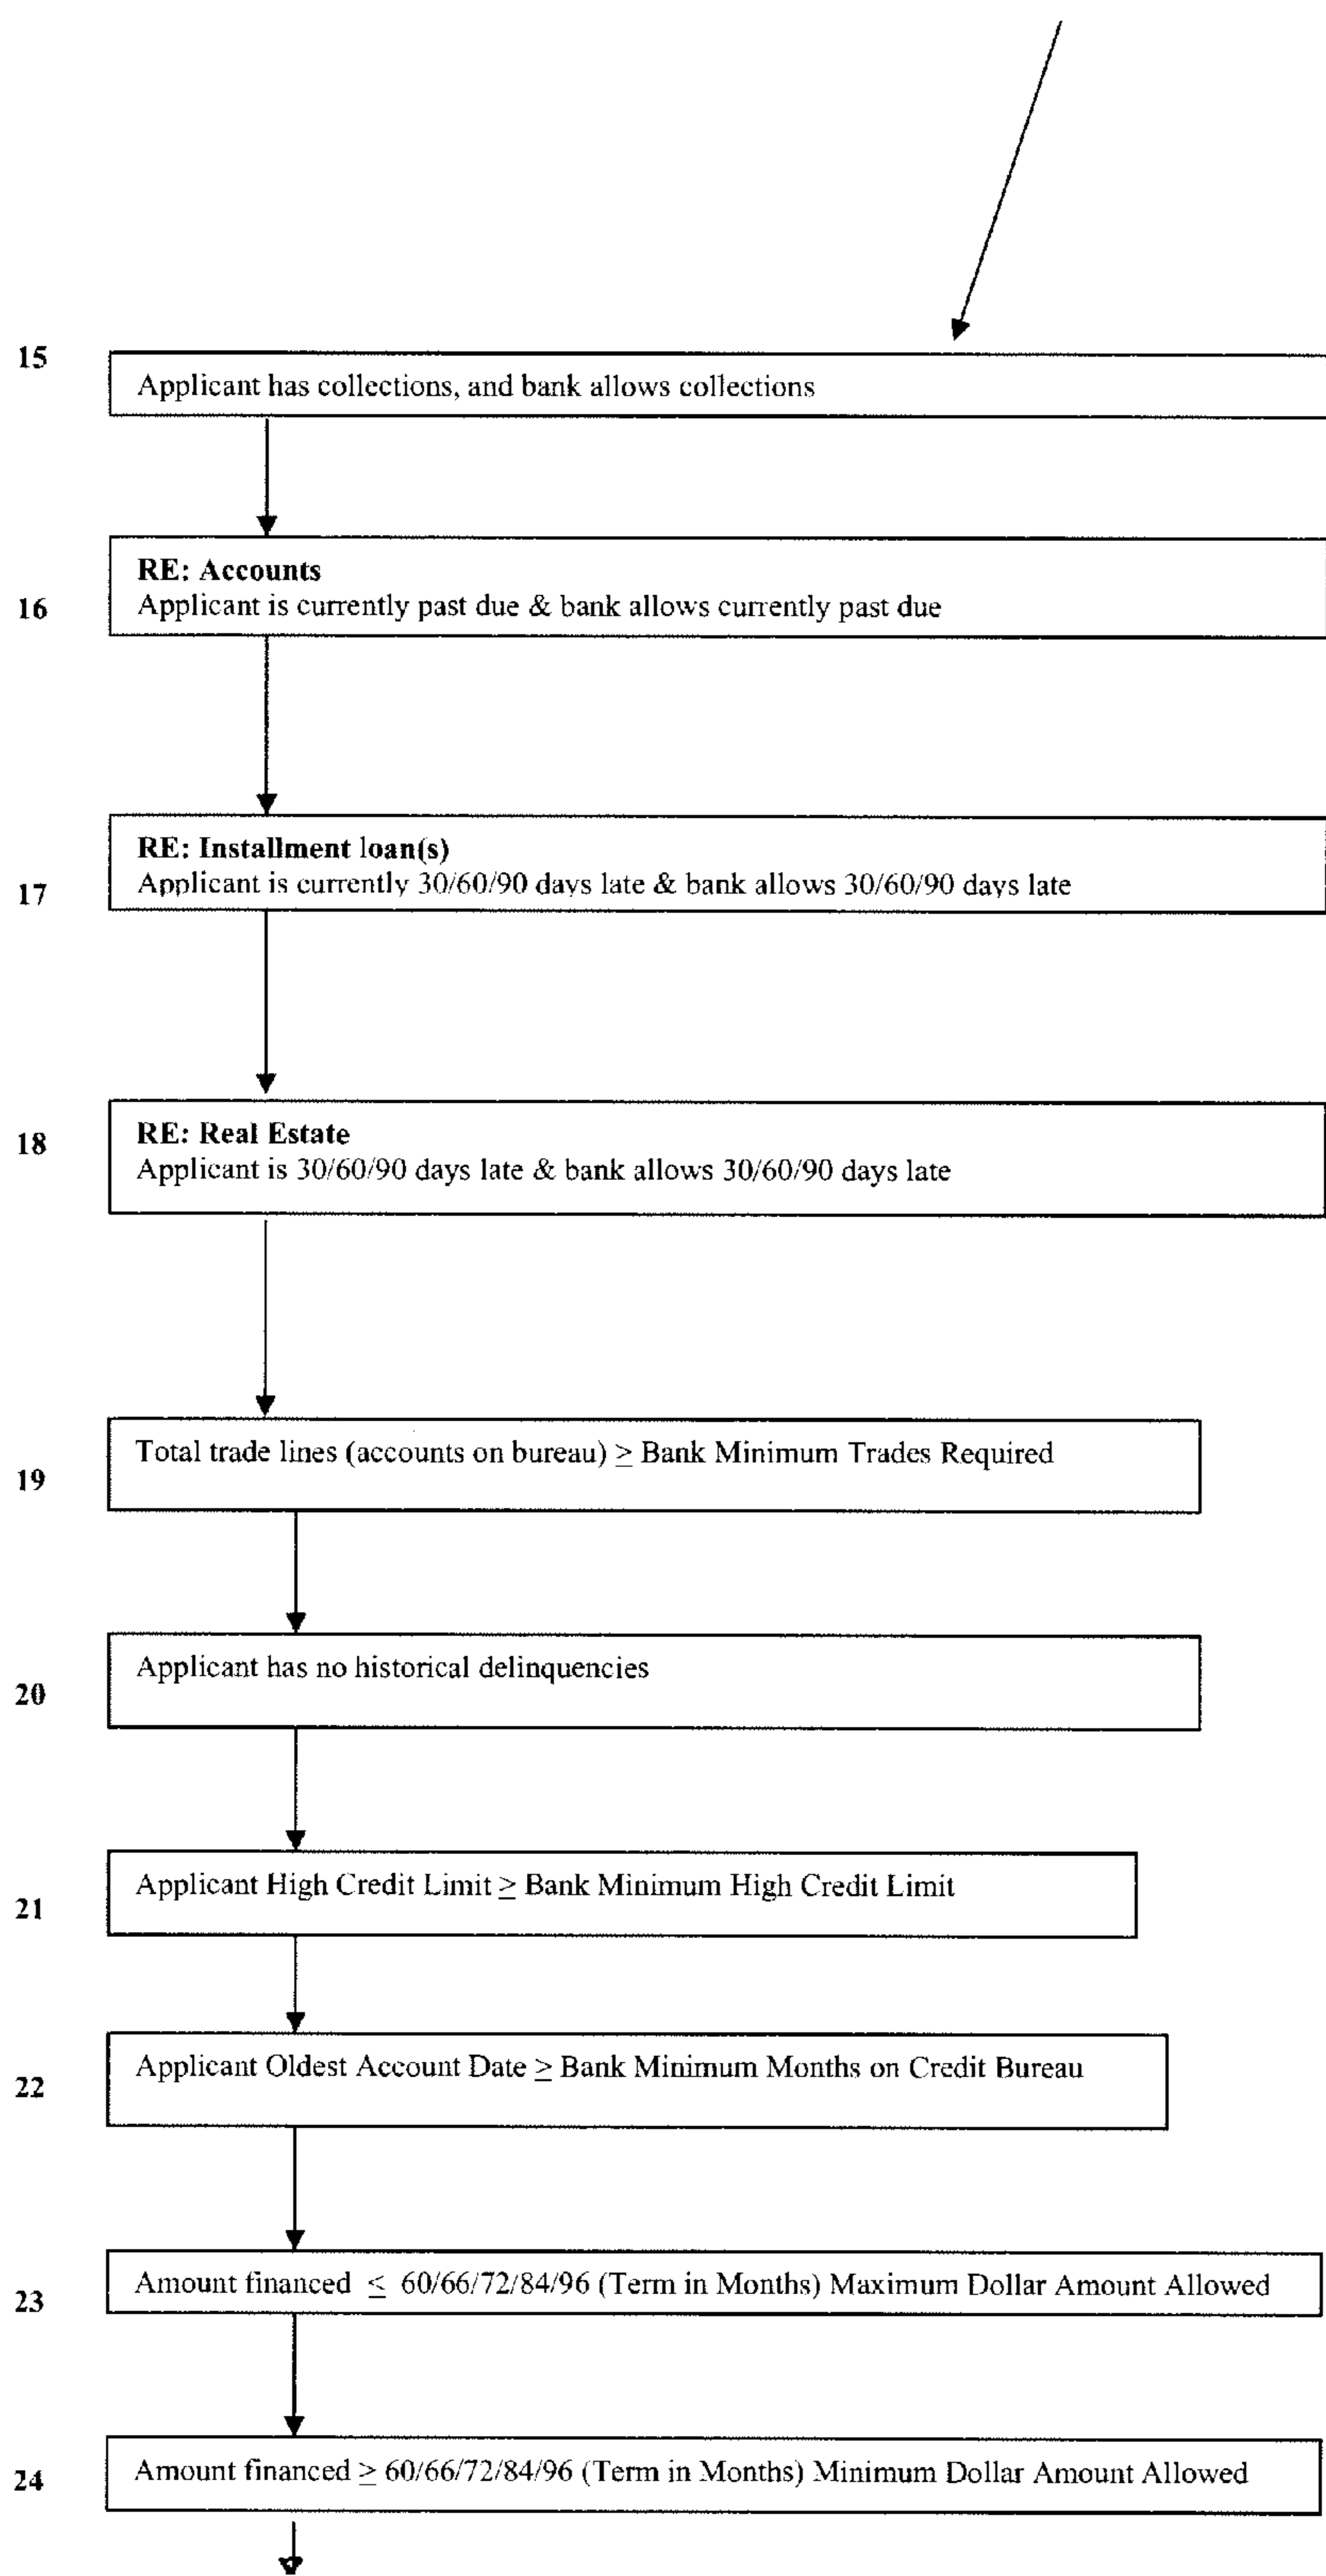 15
Applicant has collections, and bank allows collections
RE: Accounts
16
Applicant is currently past due & bank allows currently past due
RE: Installment loan(s)
17
Applicant is currently 30/60/90 days late & bank allows 30/60/90 days late
18
RE: Real Estate
Applicant is 30/60/90 days late & bank allows 30/60/90 days late
19
Total trade lines (accounts on bureau) ≥ Bank Minimum Trades Required
20
Applicant has no historical delinquencies
21
Applicant High Credit Limit ≥ Bank Minimum High Credit Limit
22
Applicant Oldest Account Date ≥ Bank Minimum Months on Credit Bureau
23
Amount financed ≤ 60/66/72/84/96 (Term in Months) Maximum Dollar Amount Allowed
24
Amount financed ≥ 60/66/72/84/96 (Term in Months) Minimum Dollar Amount Allowed